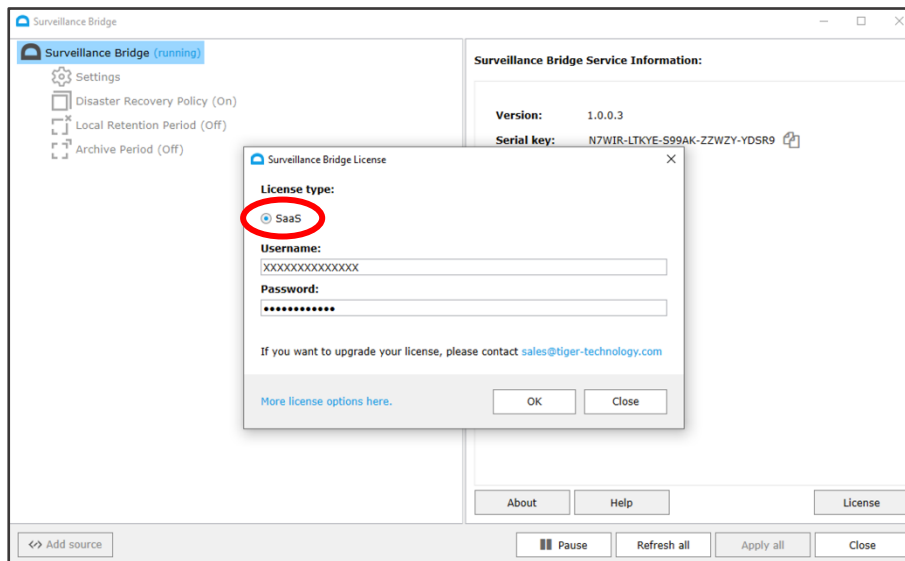 Surveillance Bridge
Surveillance Bridge (running)
Settings
Disaster Recovery Policy (On)
Local Retention Period (Off)
Archive Period (Off)
Surveillance Bridge Service Information:
Version: 1.0.0.3
Serial key: N7WIR-LTKYE-S99AK-ZZWZY-YDSR9
Surveillance Bridge License
License type:
SaaS
Username:
XXXXXXXXXXXXXX
Password:
••••••••••••
If you want to upgrade your license, please contact sales@tiger-technology.com
More license options here.
OK
Close
About
Help
License
Add source
Pause
Refresh all
Apply all
Close